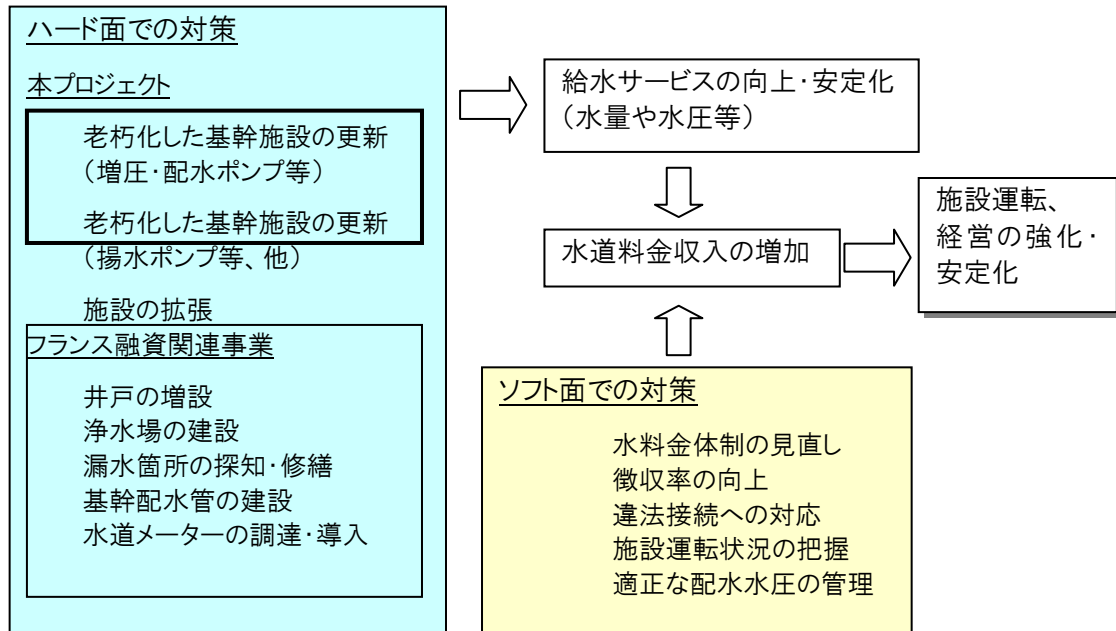 ハード面での対策
本プロジェクト
老朽化した基幹施設の更新
（増圧・配水ポンプ等）
老朽化した基幹施設の更新
（揚水ポンプ等、他）
施設の拡張
フランス融資関連事業
井戸の増設
浄水場の建設
漏水箇所の探知・修繕
基幹配水管の建設
水道メーターの調達・導入
給水サービスの向上・安定化
（水量や水圧等）
水道料金収入の増加
施設運転、
経営の強化・
安定化
ソフト面での対策
水料金体制の見直し
徴収率の向上
違法接続への対応
施設運転状況の把握
適正な配水水圧の管理